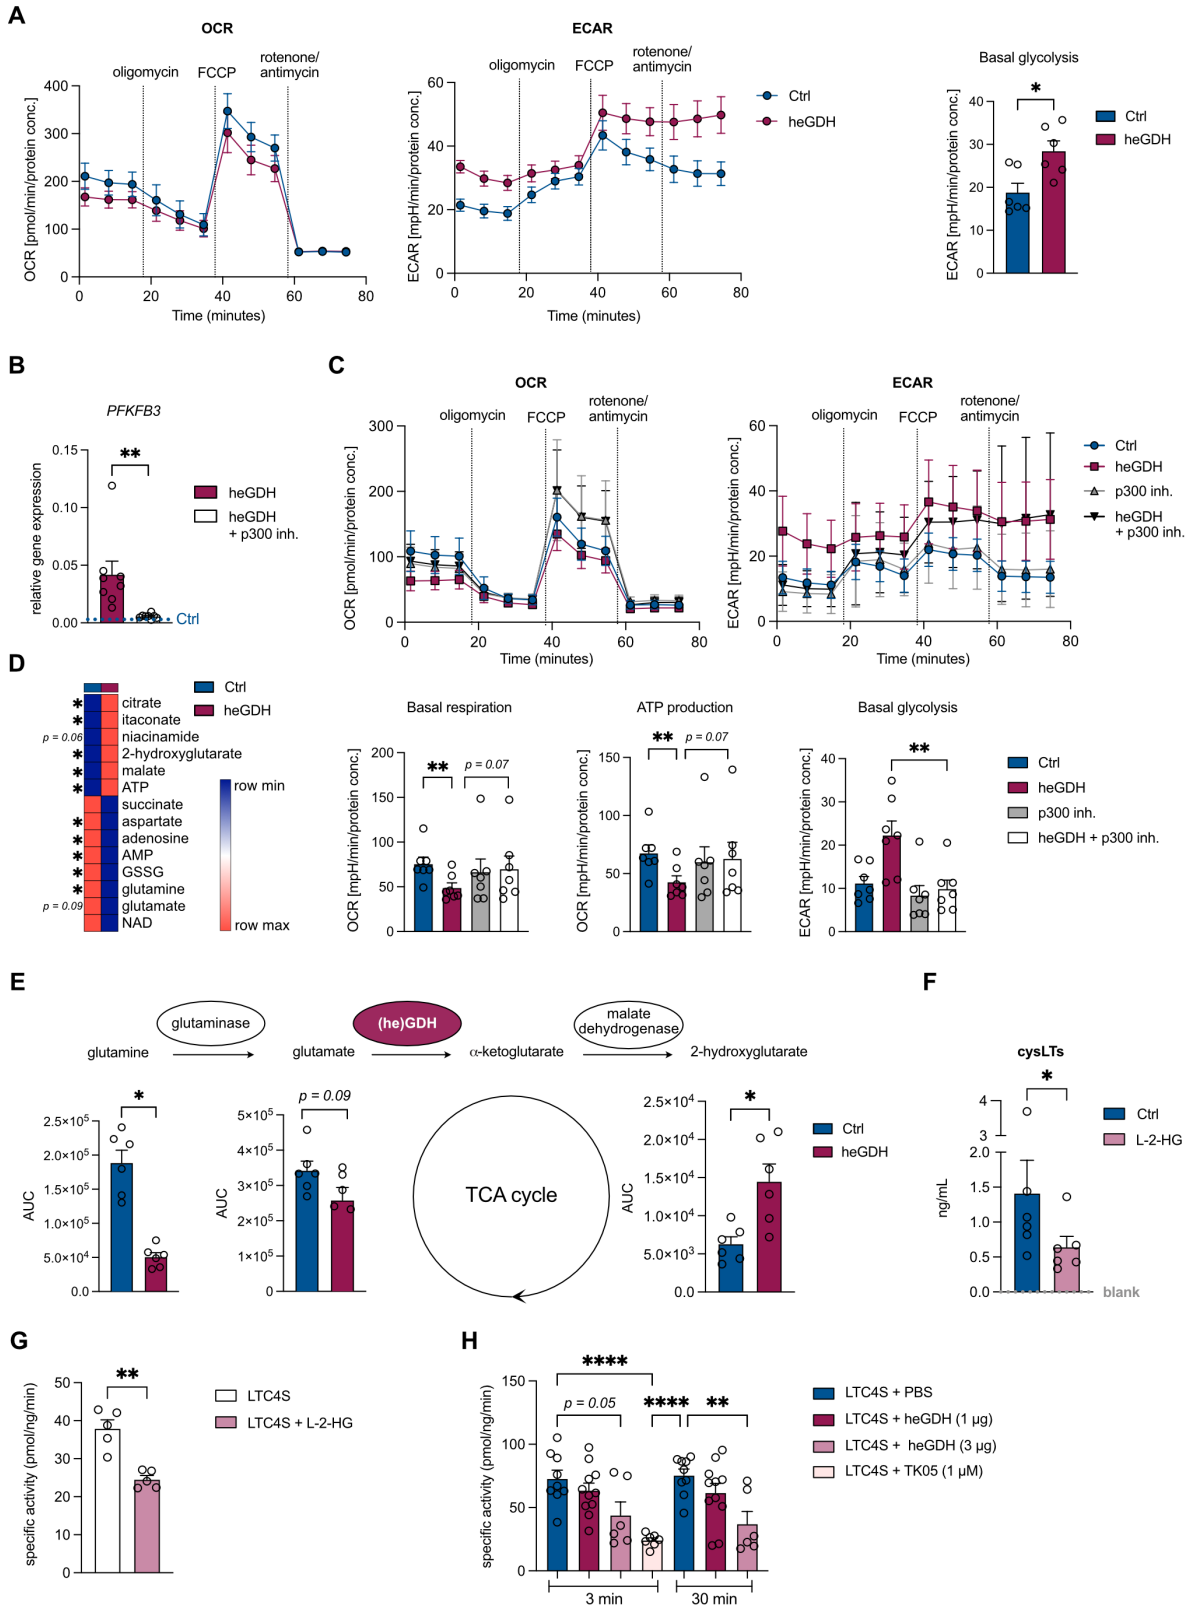 A
OCR
oligomycin
FCCP
rotenone/
antimycin
OCR [pmol/min/protein conc.]
400
300
200
100
0
0
20
40
60
80
Time (minutes)
ECAR
oligomycin
FCCP
rotenone/
antimycin
ECAR [mpH/min/protein conc.]
60
40
20
0
0
20
40
60
80
Time (minutes)
Ctrl
heGDH
Basal glycolysis
*
ECAR [mpH/min/protein conc.]
40
30
20
10
0
Ctrl
heGDH
B
PFKFB3
relative gene expression
0.15
0.10
0.05
0.00
**
Ctrl
heGDH
heGDH
+ p300 inh.
C
OCR
oligomycin
FCCP
rotenone/
antimycin
OCR [pmol/min/protein conc.]
300
200
100
0
0
20
40
60
80
Time (minutes)
ECAR
oligomycin
FCCP
rotenone/
antimycin
ECAR [mpH/min/protein conc.]
60
40
20
0
0
20
40
60
80
Time (minutes)
Ctrl
heGDH
p300 inh.
heGDH
+ p300 inh.
D
Ctrl
heGDH
* citrate
* itaconate
p = 0.06 niacinamide
* 2-hydroxyglutarate
* malate
* ATP
succinate
* aspartate
* adenosine
* AMP
* GSSG
* glutamine
p = 0.09 glutamate
NAD
row min
row max
Basal respiration
OCR [mpH/min/protein conc.]
200
150
100
50
0
**
p = 0.07
ATP production
OCR [mpH/min/protein conc.]
150
100
50
0
**
p = 0.07
Basal glycolysis
ECAR [mpH/min/protein conc.]
40
30
20
10
0
**
Ctrl
heGDH
p300 inh.
heGDH + p300 inh.
E
glutaminase
(he)GDH
malate
dehydrogenase
glutamine
glutamate
α-ketoglutarate
2-hydroxyglutarate
AUC
2.5×10⁵
2.0×10⁵
1.5×10⁵
1.0×10⁵
5.0×10⁴
0.0
*
AUC
5×10⁵
4×10⁵
3×10⁵
2×10⁵
1×10⁵
0
p = 0.09
TCA cycle
AUC
2.5×10⁴
2.0×10⁴
1.5×10⁴
1.0×10⁴
5.0×10³
0.0
*
Ctrl
heGDH
F
cysLTs
*
ng/mL
4
3
2.0
1.5
1.0
0.5
0.0
blank
Ctrl
L-2-HG
G
specific activity (pmol/ng/min)
50
40
30
20
10
0
**
LTC4S
LTC4S + L-2-HG
H
specific activity (pmol/ng/min)
150
100
50
0
****
p = 0.05
****
**
3 min
30 min
LTC4S + PBS
LTC4S + heGDH (1 µg)
LTC4S + heGDH (3 µg)
LTC4S + TK05 (1 µM)